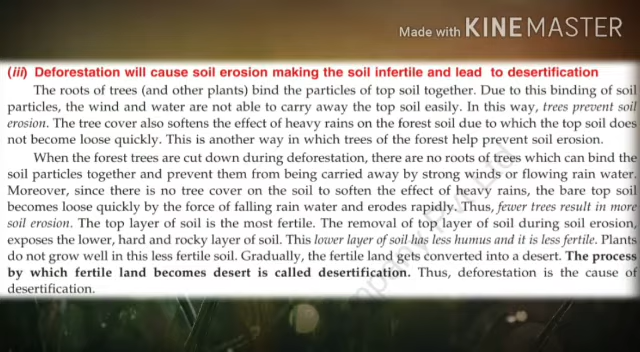 Made with KINEMASTER
(iii) Deforestation will cause soil erosion making the soil infertile and lead to desertification
The roots of trees (and other plants) bind the particles of top soil together. Due to this binding of soil
particles, the wind and water are not able to carry away the top soil easily. In this way, trees prevent soil
erosion. The tree cover also softens the effect of heavy rains on the forest soil due to which the top soil does
not become loose quickly. This is another way in which trees of the forest help prevent soil erosion.
When the forest trees are cut down during deforestation, there are no roots of trees which can bind the
soil particles together and prevent them from being carried away by strong winds or flowing rain water.
Moreover, since there is no tree cover on the soil to soften the effect of heavy rains, the bare top soil
becomes loose quickly by the force of falling rain water and erodes rapidly. Thus, fewer trees result in more
soil erosion. The top layer of soil is the most fertile. The removal of top layer of soil during soil erosion,
exposes the lower, hard and rocky layer of soil. This lower layer of soil has less humus and it is less fertile. Plants
do not grow well in this less fertile soil. Gradually, the fertile land gets converted into a desert. The process
by which fertile land becomes desert is called desertification. Thus, deforestation is the cause of
desertification.